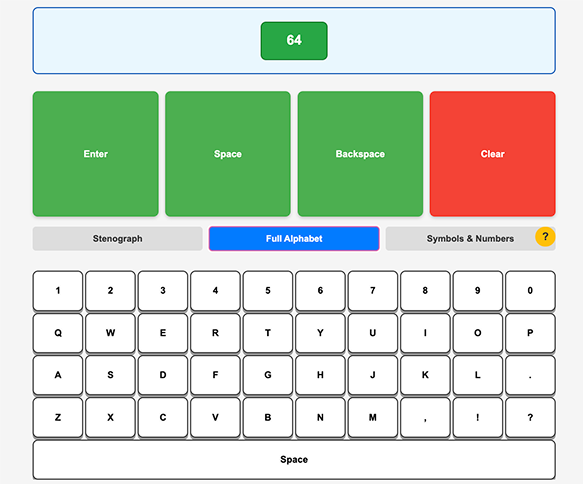 64
Enter Space Backspace Clear
Stenograph Full Alphabet Symbols & Numbers ?
1 2 3 4 5 6 7 8 9 0
Q W E R T Y U I O P
A S D F G H J K L .
Z X C V B N M , ! ?
Space